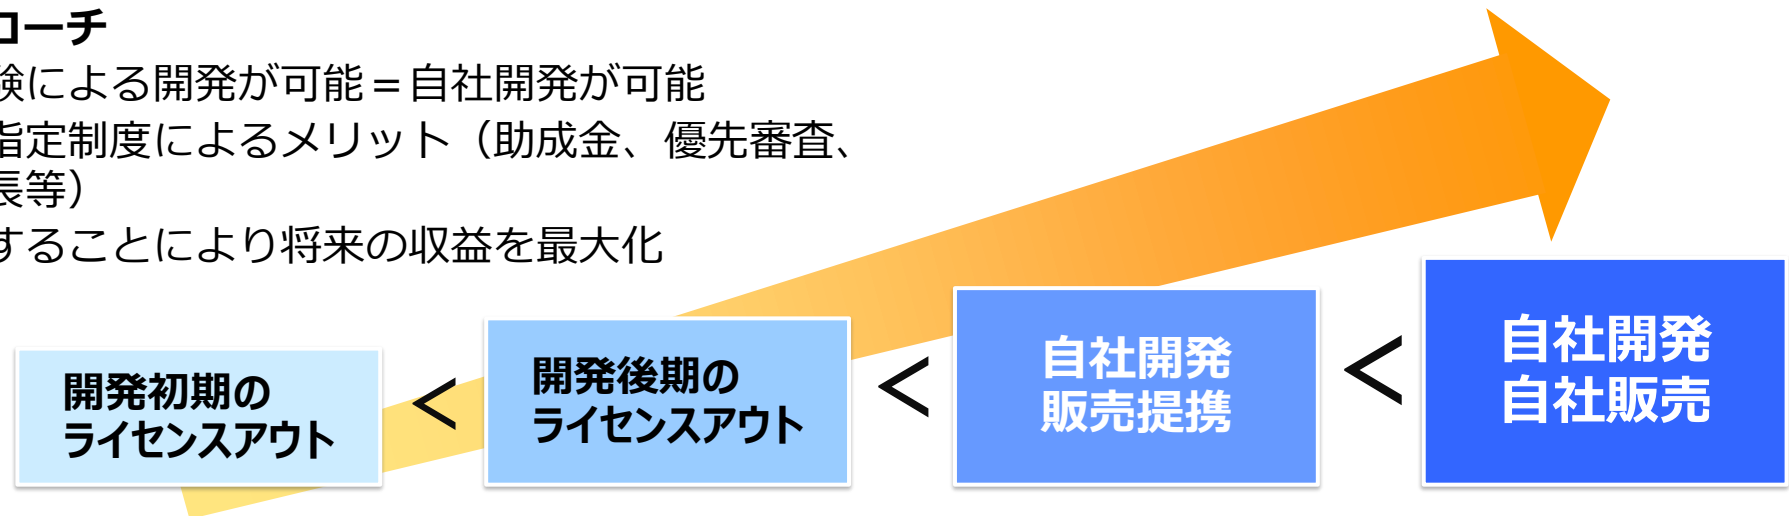 ローチ
験による開発が可能＝自社開発が可能
指定制度によるメリット（助成金、優先審査、
長等）
することにより将来の収益を最大化
開発初期の
ライセンスアウト
＜
開発後期の
ライセンスアウト
＜
自社開発
販売提携
＜
自社開発
自社販売